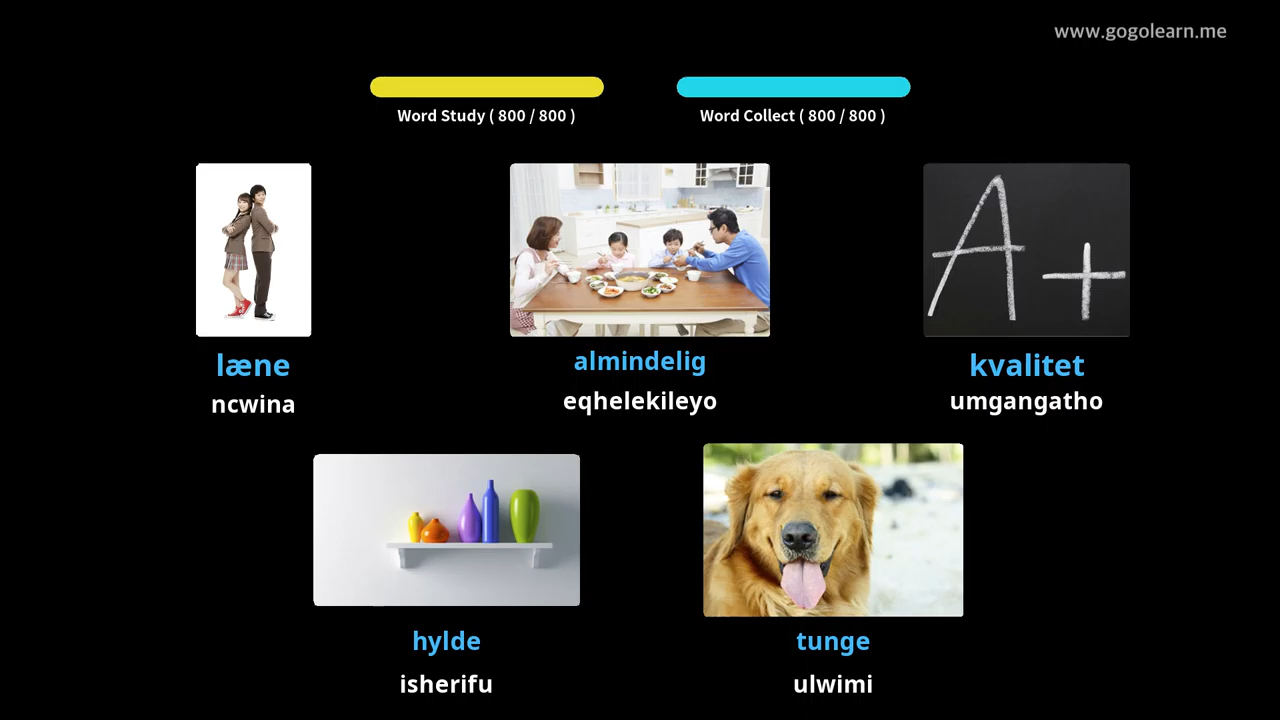 www.gogolearn.me
Word Study ( 800 / 800 )
Word Collect ( 800 / 800 )
A+
læne
almindelig
kvalitet
ncwina
eqhelekileyo
umgangatho
hylde
tunge
isherifu
ulwimi